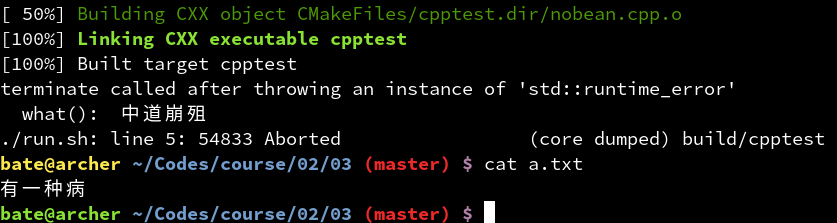 [ 50%] Building CXX object CMakeFiles/cpptest.dir/nobean.cpp.o
[100%] Linking CXX executable cpptest
[100%] Built target cpptest
terminate called after throwing an instance of 'std::runtime_error'
  what():  中道崩殂
./run.sh: line 5: 54833 Aborted                 (core dumped) build/cpptest
bate@archer ~/Codes/course/02/03 (master) $ cat a.txt
有一种病
bate@archer ~/Codes/course/02/03 (master) $